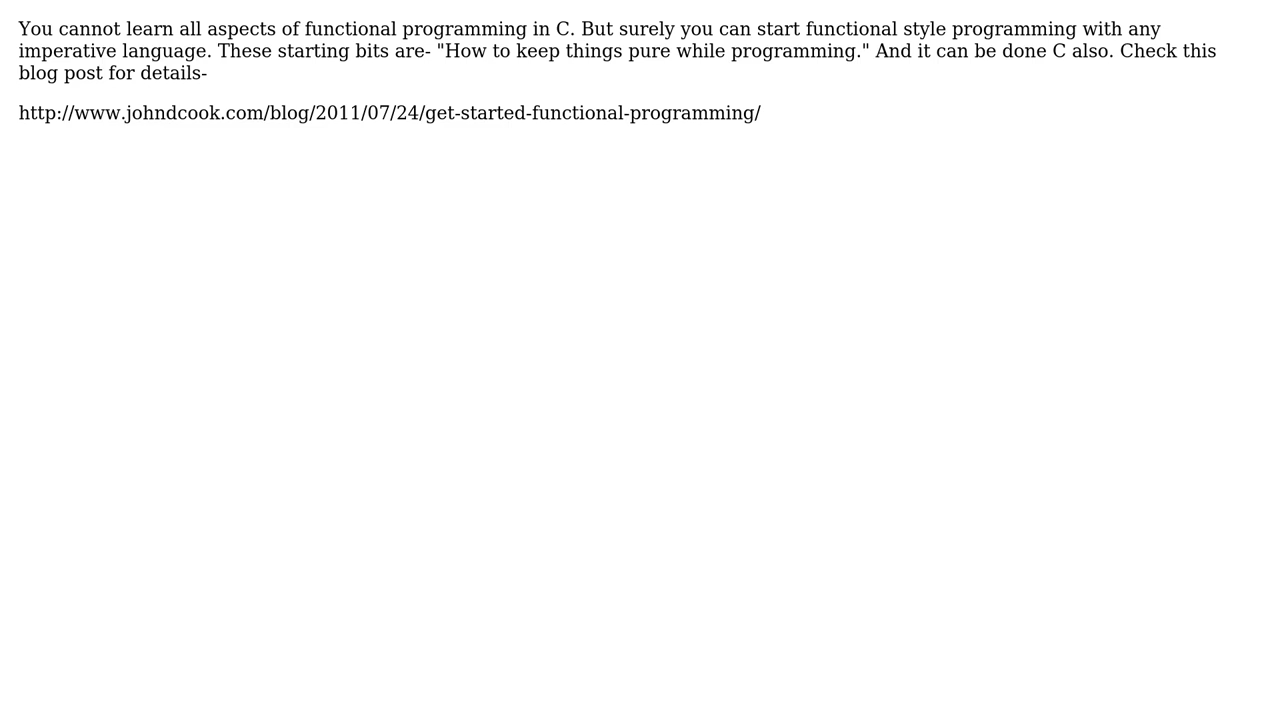 You cannot learn all aspects of functional programming in C. But surely you can start functional style programming with any
imperative language. These starting bits are- "How to keep things pure while programming." And it can be done C also. Check this
blog post for details-
http://www.johndcook.com/blog/2011/07/24/get-started-functional-programming/